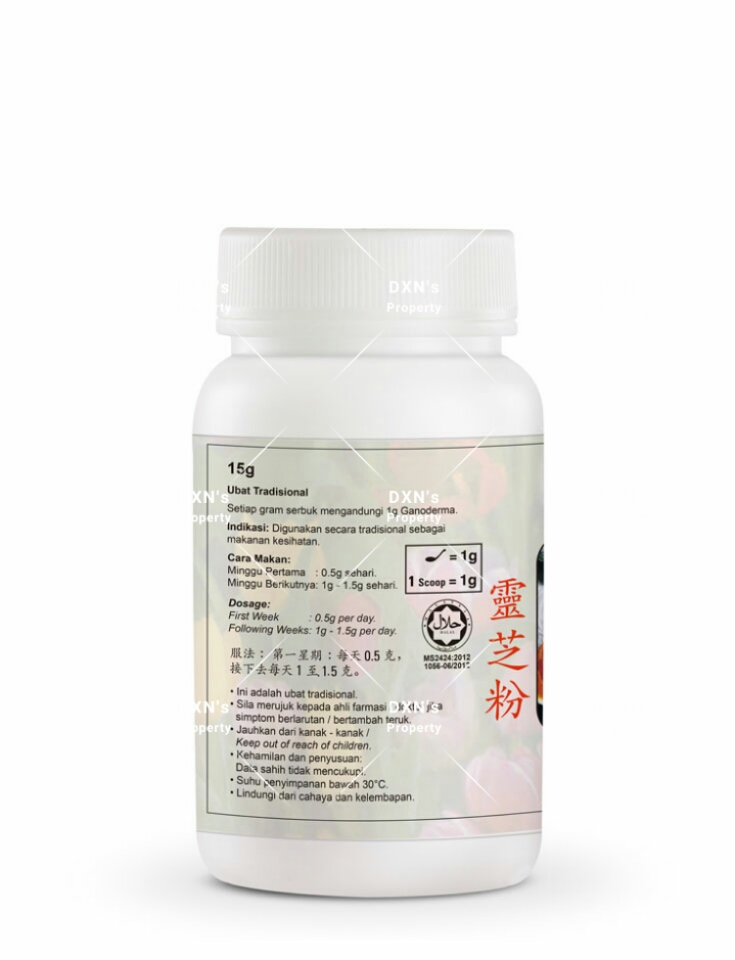 DXN's
Property
15g
Ubat Tradisional
Setiap gram serbuk mengandungi 1g Ganoderma.
Indikasi: Digunakan secara tradisional sebagai
makanan kesihatan.
Cara Makan:
Minggu Pertama : 0.5g sehari.
Minggu Berikutnya: 1g - 1.5g sehari.
= 1g
1 Scoop = 1g
Dosage:
First Week : 0.5g per day.
Following Weeks: 1g - 1.5g per day.
حلال
MS2424:2012
1056-06/201
服法：第一星期：每天 0.5 克，
接下去每天 1 至 1.5 克。
• Ini adalah ubat tradisional.
• Sila merujuk kepada ahli farmasi
simptom berlarutan / bertambah teruk.
• Jauhkan dari kanak - kanak /
Keep out of reach of children.
• Kehamilan dan penyusuan:
Data sahih tidak mencukupi.
• Suhu penyimpanan bawah 30°C.
• Lindungi dari cahaya dan kelembapan.
靈芝粉